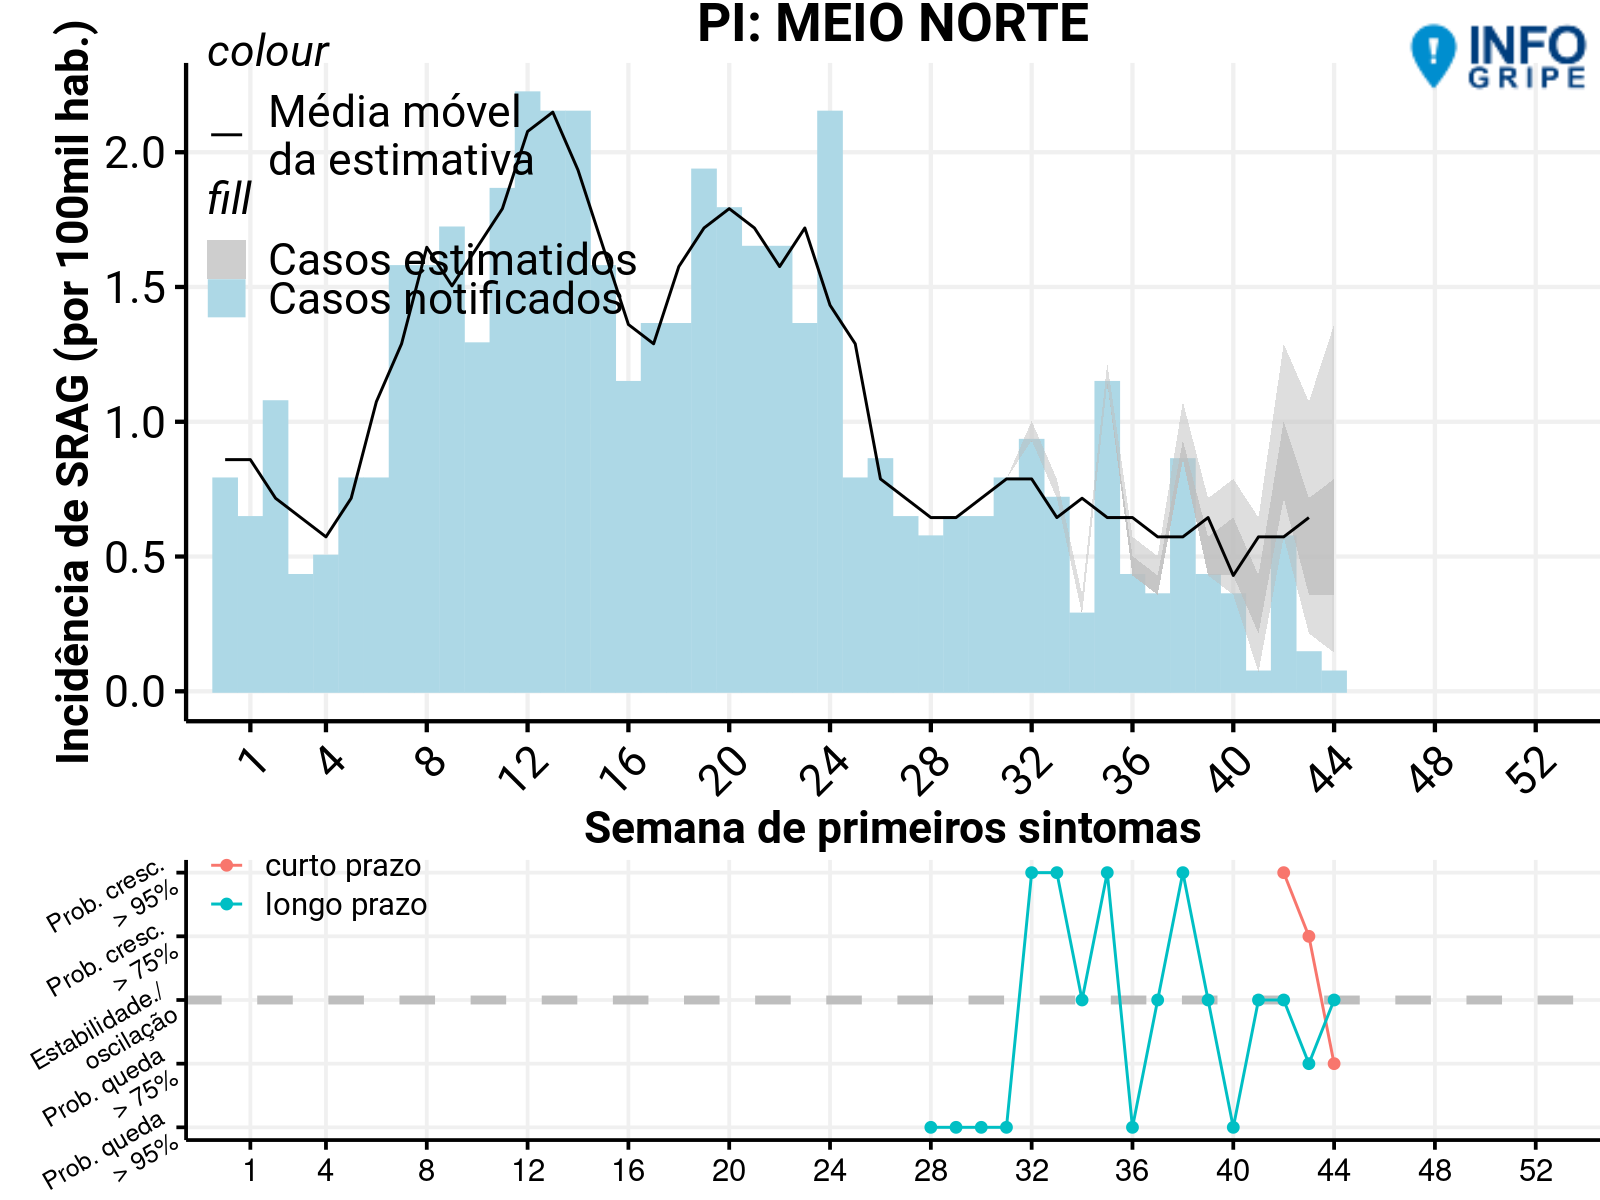 PI: MEIO NORTE
INFO
GRIPE
Incidência de SRAG (por 100mil hab.)
colour
Média móvel
da estimativa
fill
Casos estimatidos
Casos notificados
2.0
1.5
1.0
0.5
0.0
1 4 8 12 16 20 24 28 32 36 40 44 48 52
Semana de primeiros sintomas
curto prazo
longo prazo
Prob. cresc.
> 95%
Prob. cresc.
> 75%
Estabilidade./
oscilação
Prob. queda
> 75%
Prob. queda
> 95%
1 4 8 12 16 20 24 28 32 36 40 44 48 52